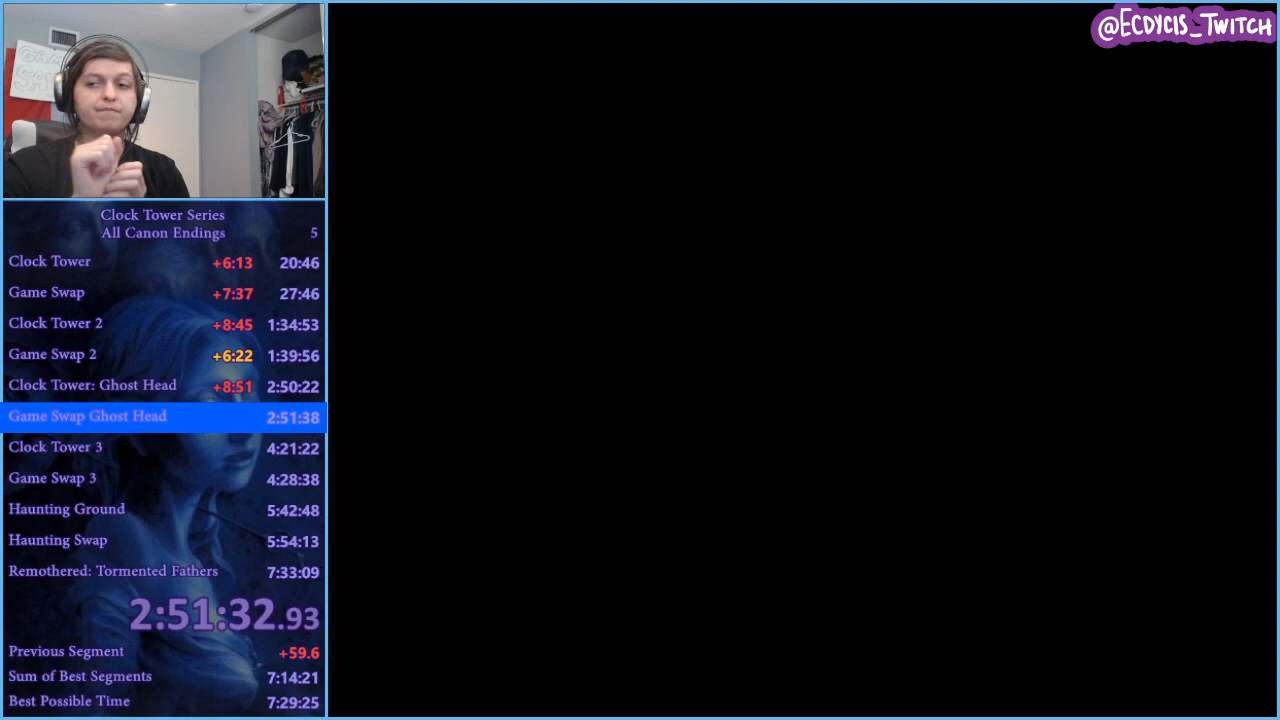 @Ecdycis_Twitch
Clock Tower Series
All Canon Endings 5
Clock Tower +6:13 20:46
Game Swap +7:37 27:46
Clock Tower 2 +8:45 1:34:53
Game Swap 2 +6:22 1:39:56
Clock Tower: Ghost Head +8:51 2:50:22
Game Swap Ghost Head 2:51:38
Clock Tower 3 4:21:22
Game Swap 3 4:28:38
Haunting Ground 5:42:48
Haunting Swap 5:54:13
Remothered: Tormented Fathers 7:33:09
2:51:32.93
Previous Segment +59.6
Sum of Best Segments 7:14:21
Best Possible Time 7:29:25